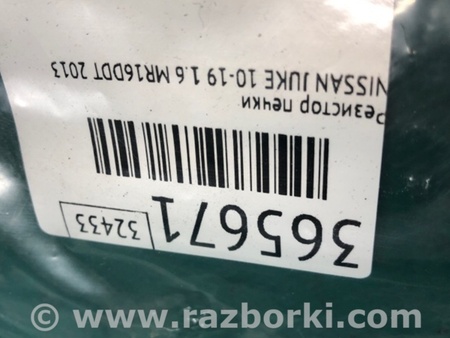 365671
32433
Резистор печки
NISSAN JUKE 10-19 1.6 MR16DDT 2013
© www.razborki.com